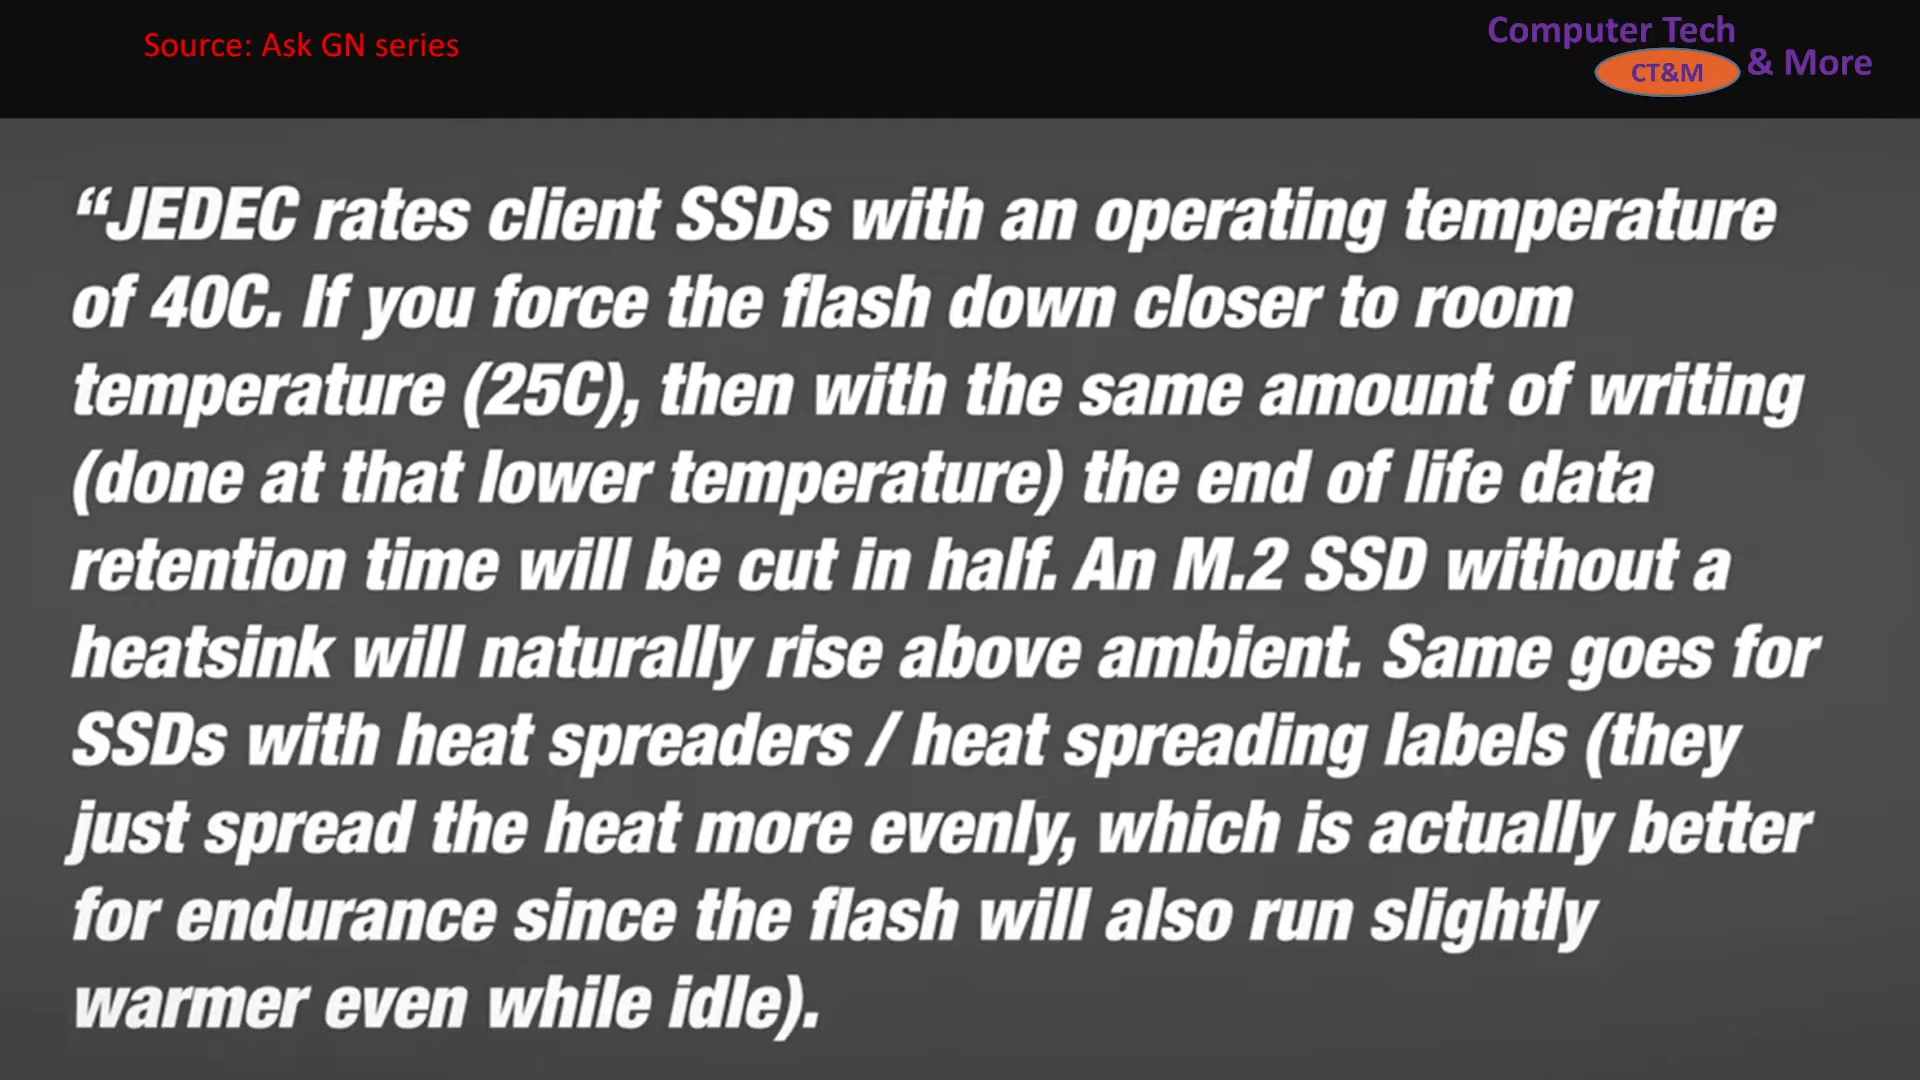 Source: Ask GN series
Computer Tech
CT&M
& More
“JEDEC rates client SSDs with an operating temperature
of 40C. If you force the flash down closer to room
temperature (25C), then with the same amount of writing
(done at that lower temperature) the end of life data
retention time will be cut in half. An M.2 SSD without a
heatsink will naturally rise above ambient. Same goes for
SSDs with heat spreaders / heat spreading labels (they
just spread the heat more evenly, which is actually better
for endurance since the flash will also run slightly
warmer even while idle).